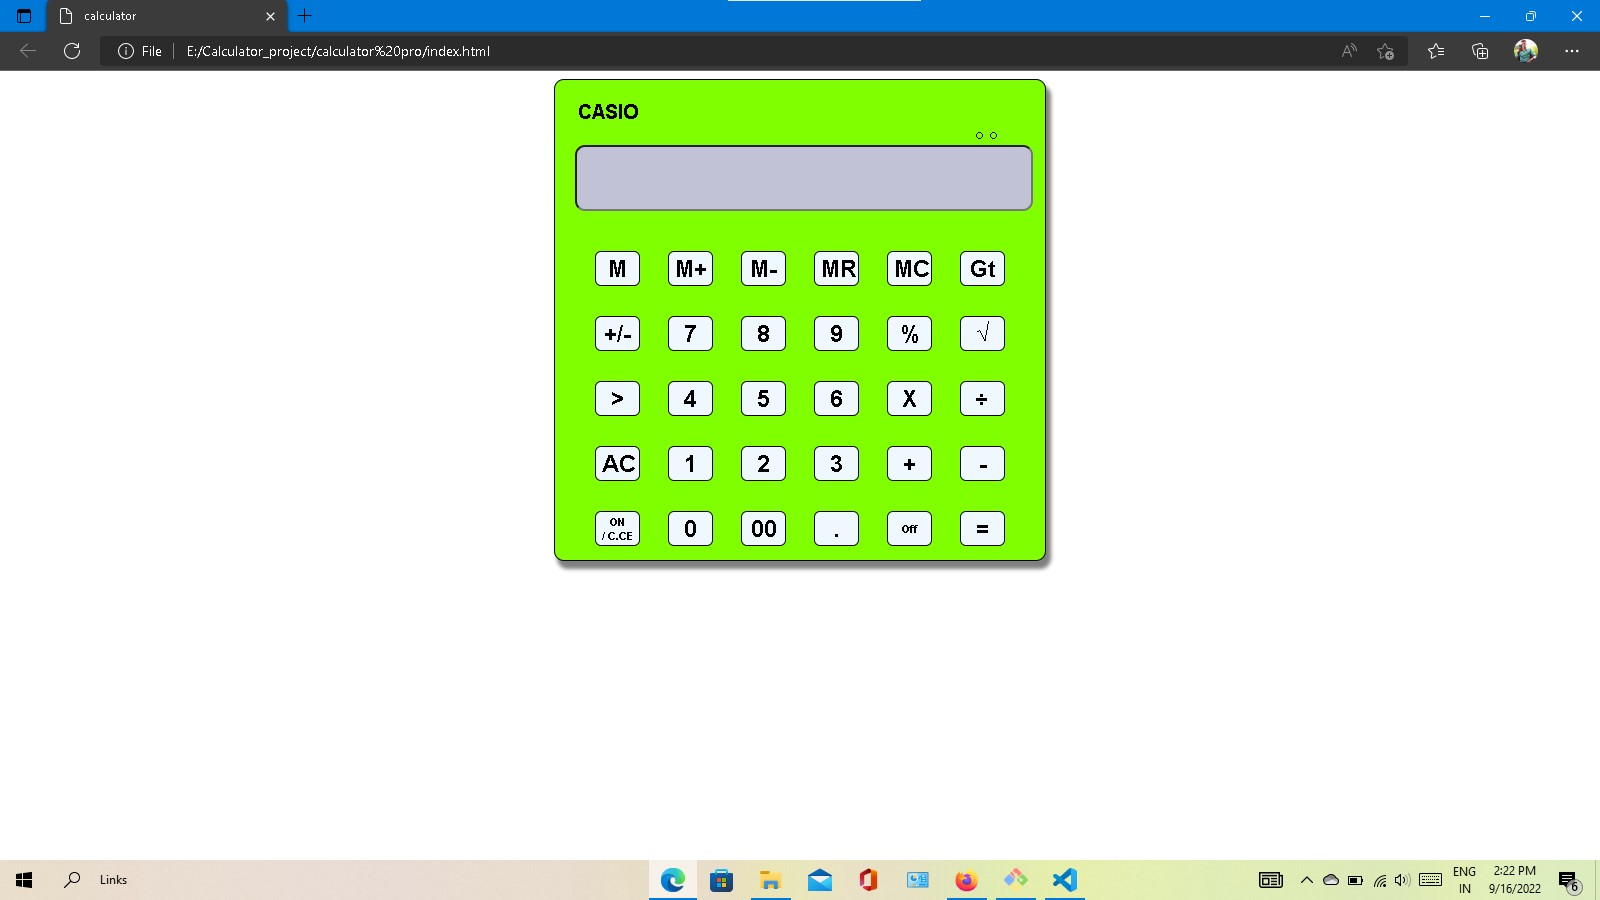 calculator
File E:/Calculator_project/calculator%20pro/index.html
CASIO
M M+ M- MR MC Gt
+/- 7 8 9 % √
> 4 5 6 X ÷
AC 1 2 3 + -
ON
/ C.CE
0 00 . Off =
Links
ENG
IN
2:22 PM
9/16/2022
6